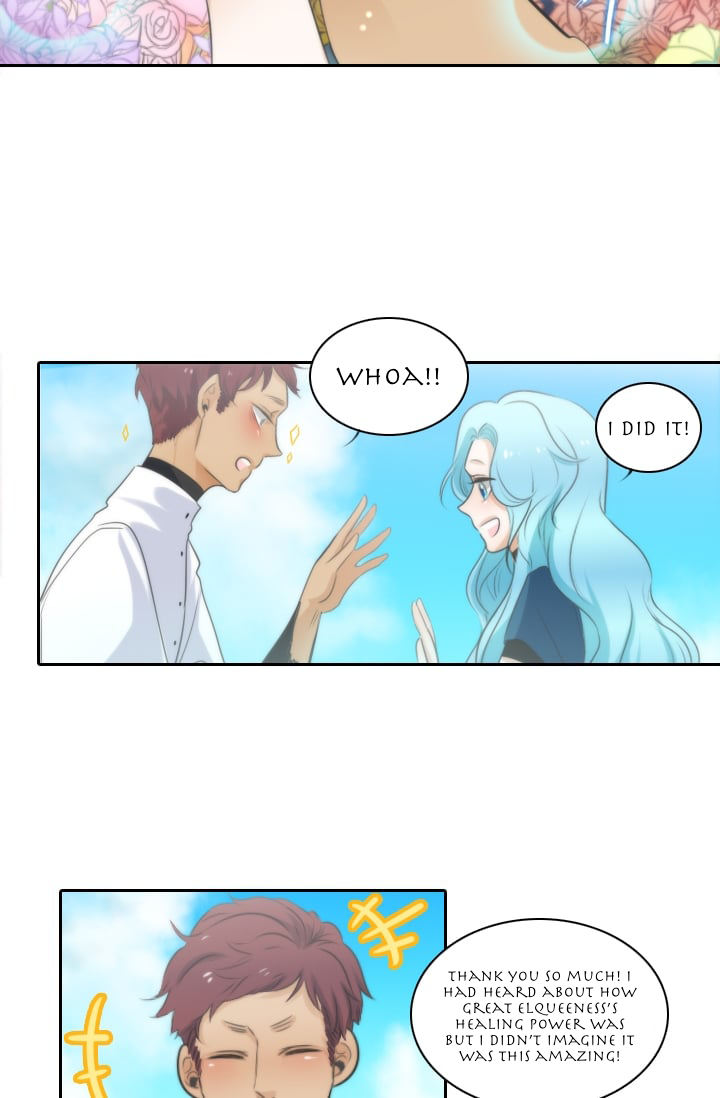 WHOA!!
I DID IT!
THANK YOU SO MUCH! I
HAD HEARD ABOUT HOW
GREAT ELQUEENESS'S
HEALING POWER WAS
BUT I DIDN'T IMAGINE IT
WAS THIS AMAZING!